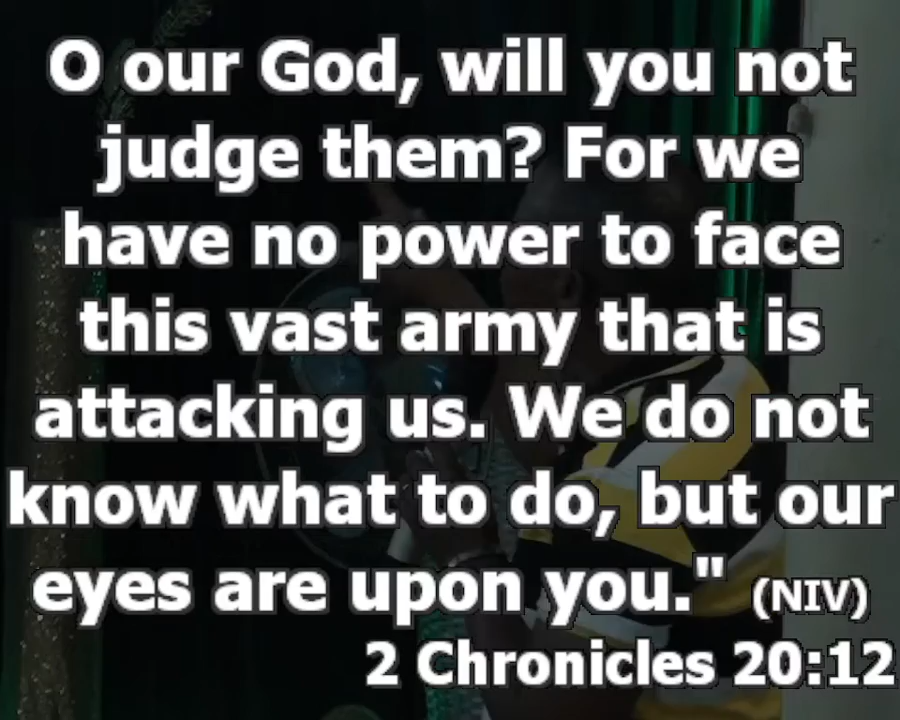 O our God, will you not
judge them? For we
have no power to face
this vast army that is
attacking us. We do not
know what to do, but our
eyes are upon you." (NIV)
2 Chronicles 20:12